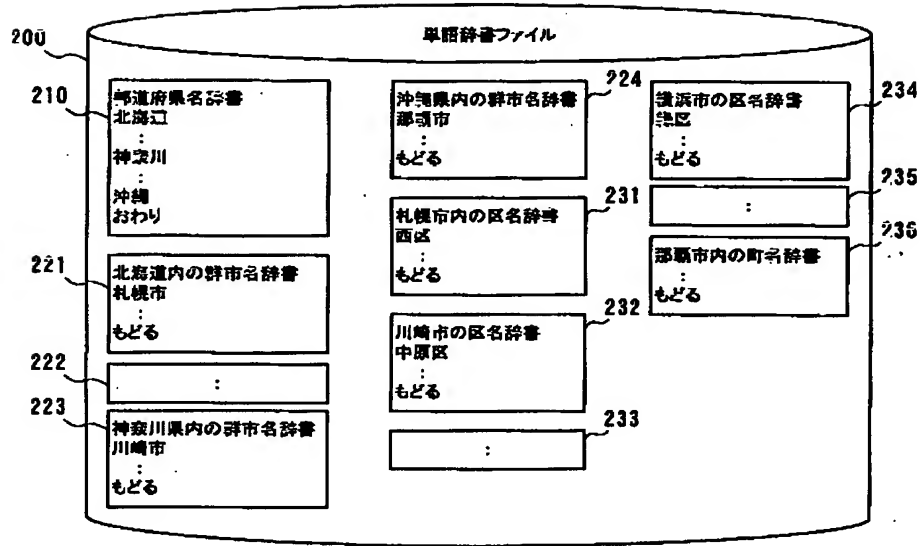 単語辞書ファイル
200
210
都道府県名辞書
北海道
:
神奈川
:
沖縄
おわり
221
北海道内の群市名辞書
札幌市
:
もどる
222
:
223
神奈川県内の群市名辞書
川崎市
:
もどる
224
沖縄県内の群市名辞書
那覇市
:
もどる
231
札幌市内の区名辞書
西区
:
もどる
232
川崎市の区名辞書
中原区
:
もどる
233
:
234
横浜市の区名辞書
:
もどる
235
:
236
那覇市内の町名辞書
:
もどる